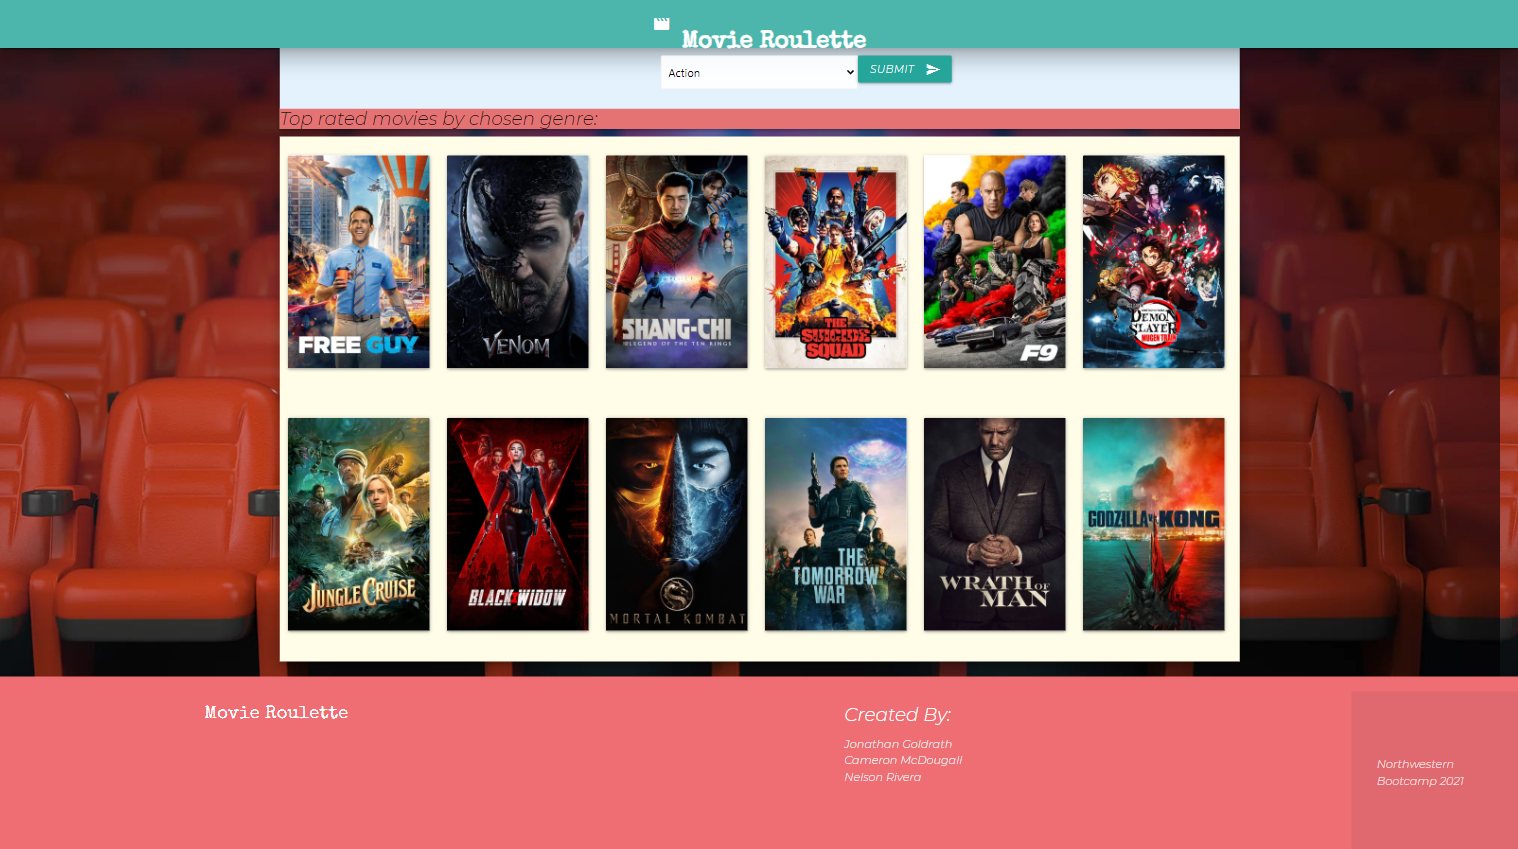 Movie Roulette
Action
SUBMIT
Top rated movies by chosen genre:
FREE GUY
VENOM
SHANG-CHI
LEGEND OF THE TEN RINGS
THE
SUICIDE
SQUAD
F9
DEMON
SLAYER
MUGEN TRAIN
JUNGLE CRUISE
BLACK WIDOW
MORTAL KOMBAT
THE
TOMORROW
WAR
WRATH OF
MAN
GODZILLA v KONG
Movie Roulette
Created By:
Jonathan Goldrath
Cameron McDougall
Nelson Rivera
Northwestern
Bootcamp 2021